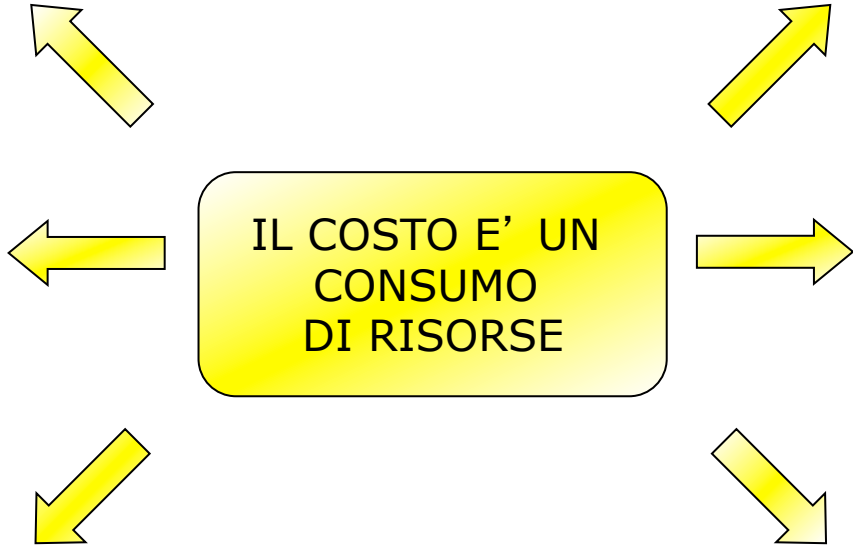 IL COSTO E’ UN
CONSUMO
DI RISORSE